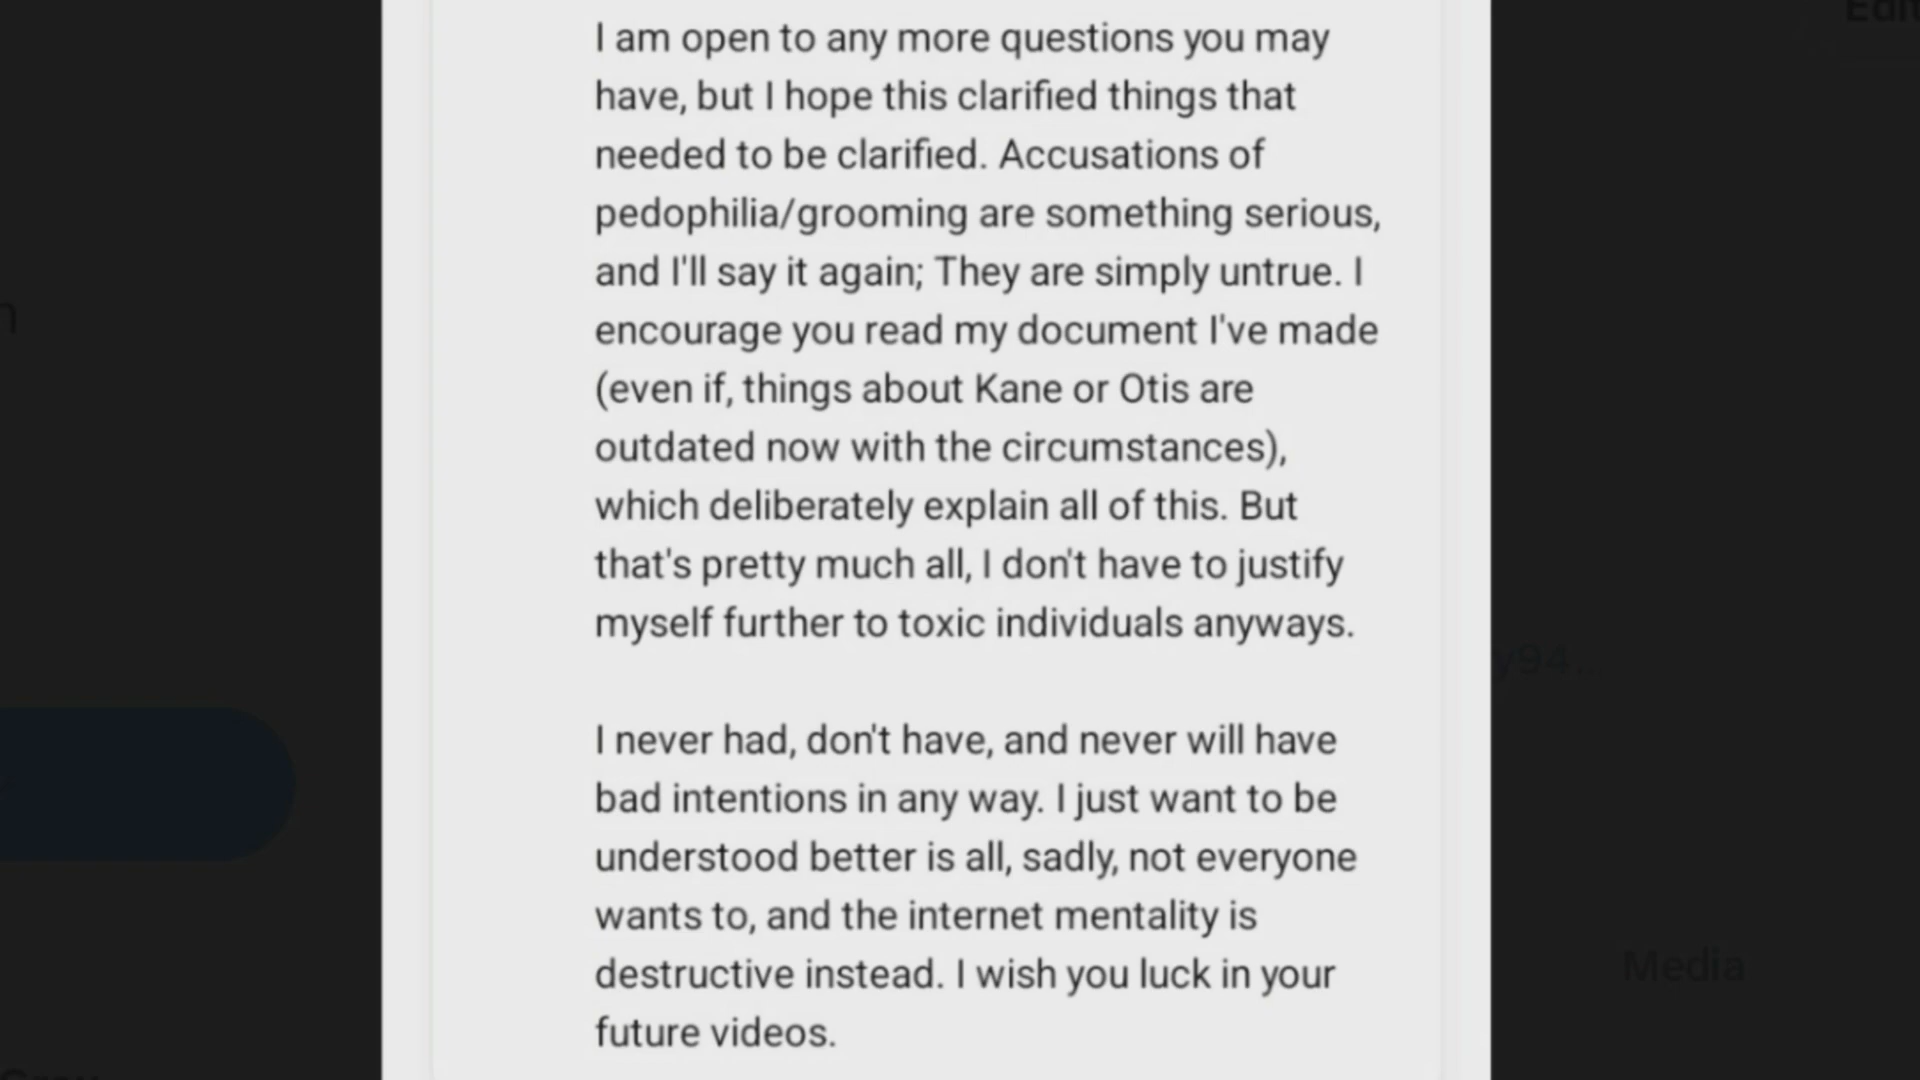 I am open to any more questions you may
have, but I hope this clarified things that
needed to be clarified. Accusations of
pedophilia/grooming are something serious,
and I'll say it again; They are simply untrue. I
encourage you read my document I've made
(even if, things about Kane or Otis are
outdated now with the circumstances),
which deliberately explain all of this. But
that's pretty much all, I don't have to justify
myself further to toxic individuals anyways.
I never had, don't have, and never will have
bad intentions in any way. I just want to be
understood better is all, sadly, not everyone
wants to, and the internet mentality is
destructive instead. I wish you luck in your
future videos.
y94...
Media